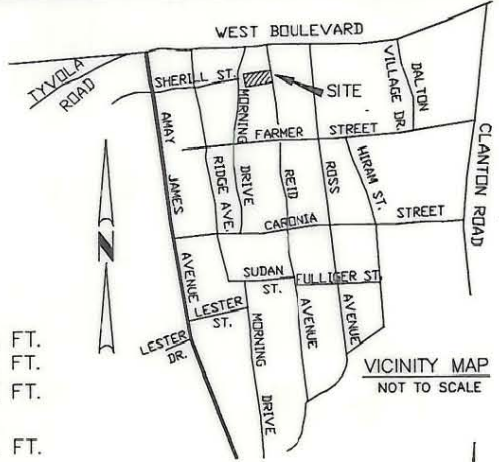 WEST BOULEVARD
TYVOLA
ROAD
SHERILL ST.
SITE
MORNING
DRIVE
VILLAGE DR.
DALTON
FARMER STREET
AMAY
JAMES
AVENUE
RIDGE AVE.
REID
AVENUE
ROSS
AVENUE
HIRAM ST.
CLANTON ROAD
CARONIA STREET
N
SUDAN
ST.
FULLIGER ST.
LESTER
ST.
LESTER
DR.
MORNING
DRIVE
FT.
FT.
FT.
FT.
VICINITY MAP
NOT TO SCALE